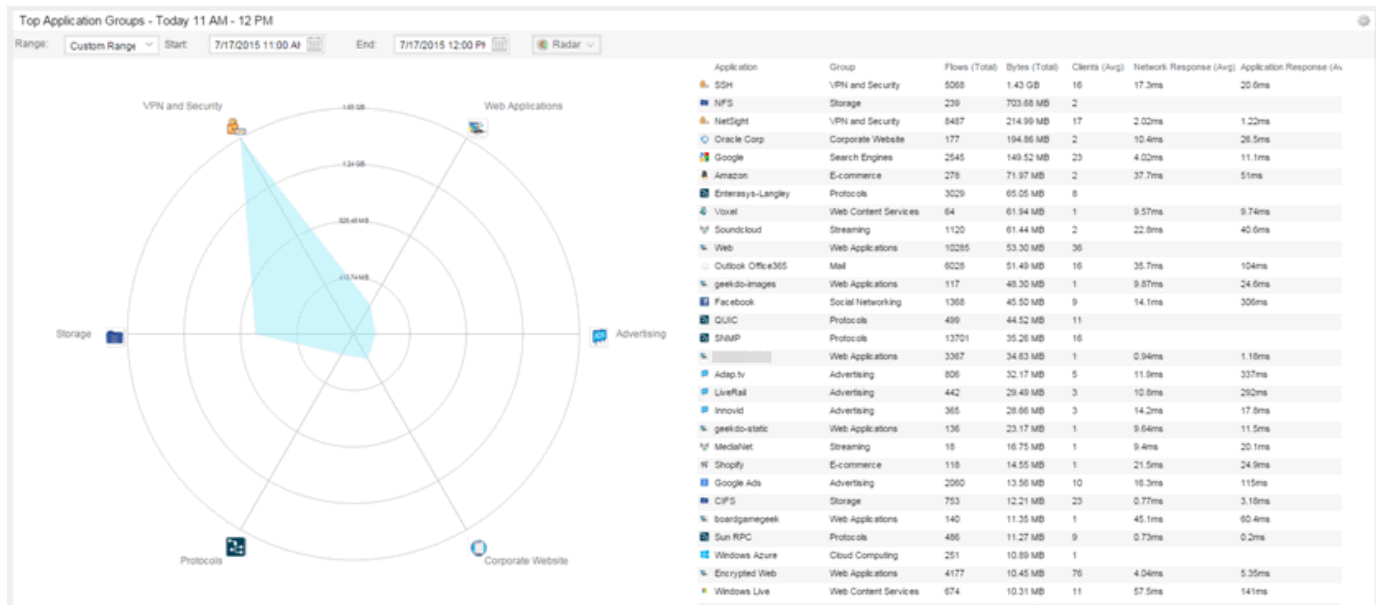 Top Application Groups - Today 11 AM - 12 PM
Range: Custom Range Start: 7/17/2015 11:00 AM End: 7/17/2015 12:00 PM Radar
VPN and Security
Web Applications
1.65 GB
1.24 GB
825.48 MB
412.74 MB
Storage
Advertising
Protocols
Corporate Website
Application Group Flows (Total) Bytes (Total) Clients (Avg) Network Response (Avg) Application Response (Av
SSH VPN and Security 5068 1.43 GB 16 17.3ms 20.6ms
NFS Storage 239 703.68 MB 2
NetSight VPN and Security 8487 214.99 MB 17 2.02ms 1.22ms
Oracle Corp Corporate Website 177 194.86 MB 2 10.4ms 26.5ms
Google Search Engines 2545 149.52 MB 23 4.02ms 11.1ms
Amazon E-commerce 278 71.97 MB 2 37.7ms 51ms
Enterasys-Langley Protocols 3029 65.05 MB 8
Voxel Web Content Services 64 61.94 MB 1 9.57ms 9.74ms
Soundcloud Streaming 1120 61.44 MB 2 22.8ms 40.6ms
Web Web Applications 10285 53.30 MB 36
Outlook Office365 Mail 6028 51.49 MB 16 35.7ms 104ms
geekdo-images Web Applications 117 48.30 MB 1 9.87ms 24.6ms
Facebook Social Networking 1368 45.50 MB 9 14.1ms 306ms
QUIC Protocols 499 44.52 MB 11
SNMP Protocols 13701 35.26 MB 16
Web Applications 3367 34.63 MB 1 0.94ms 1.16ms
Adap.tv Advertising 806 32.17 MB 5 11.9ms 337ms
LiveRail Advertising 442 29.49 MB 3 10.8ms 292ms
Innovid Advertising 365 28.66 MB 3 14.2ms 17.8ms
geekdo-static Web Applications 136 23.17 MB 1 9.64ms 11.5ms
MediaNet Streaming 18 16.75 MB 1 9.4ms 20.1ms
Shopify E-commerce 118 14.55 MB 1 21.5ms 24.9ms
Google Ads Advertising 2060 13.56 MB 10 16.3ms 115ms
CIFS Storage 753 12.21 MB 23 0.77ms 3.18ms
boardgamegeek Web Applications 140 11.35 MB 1 45.1ms 60.4ms
Sun RPC Protocols 486 11.27 MB 9 0.73ms 0.2ms
Windows Azure Cloud Computing 251 10.89 MB 1
Encrypted Web Web Applications 4177 10.45 MB 76 4.04ms 5.35ms
Windows Live Web Content Services 674 10.31 MB 11 57.5ms 141ms